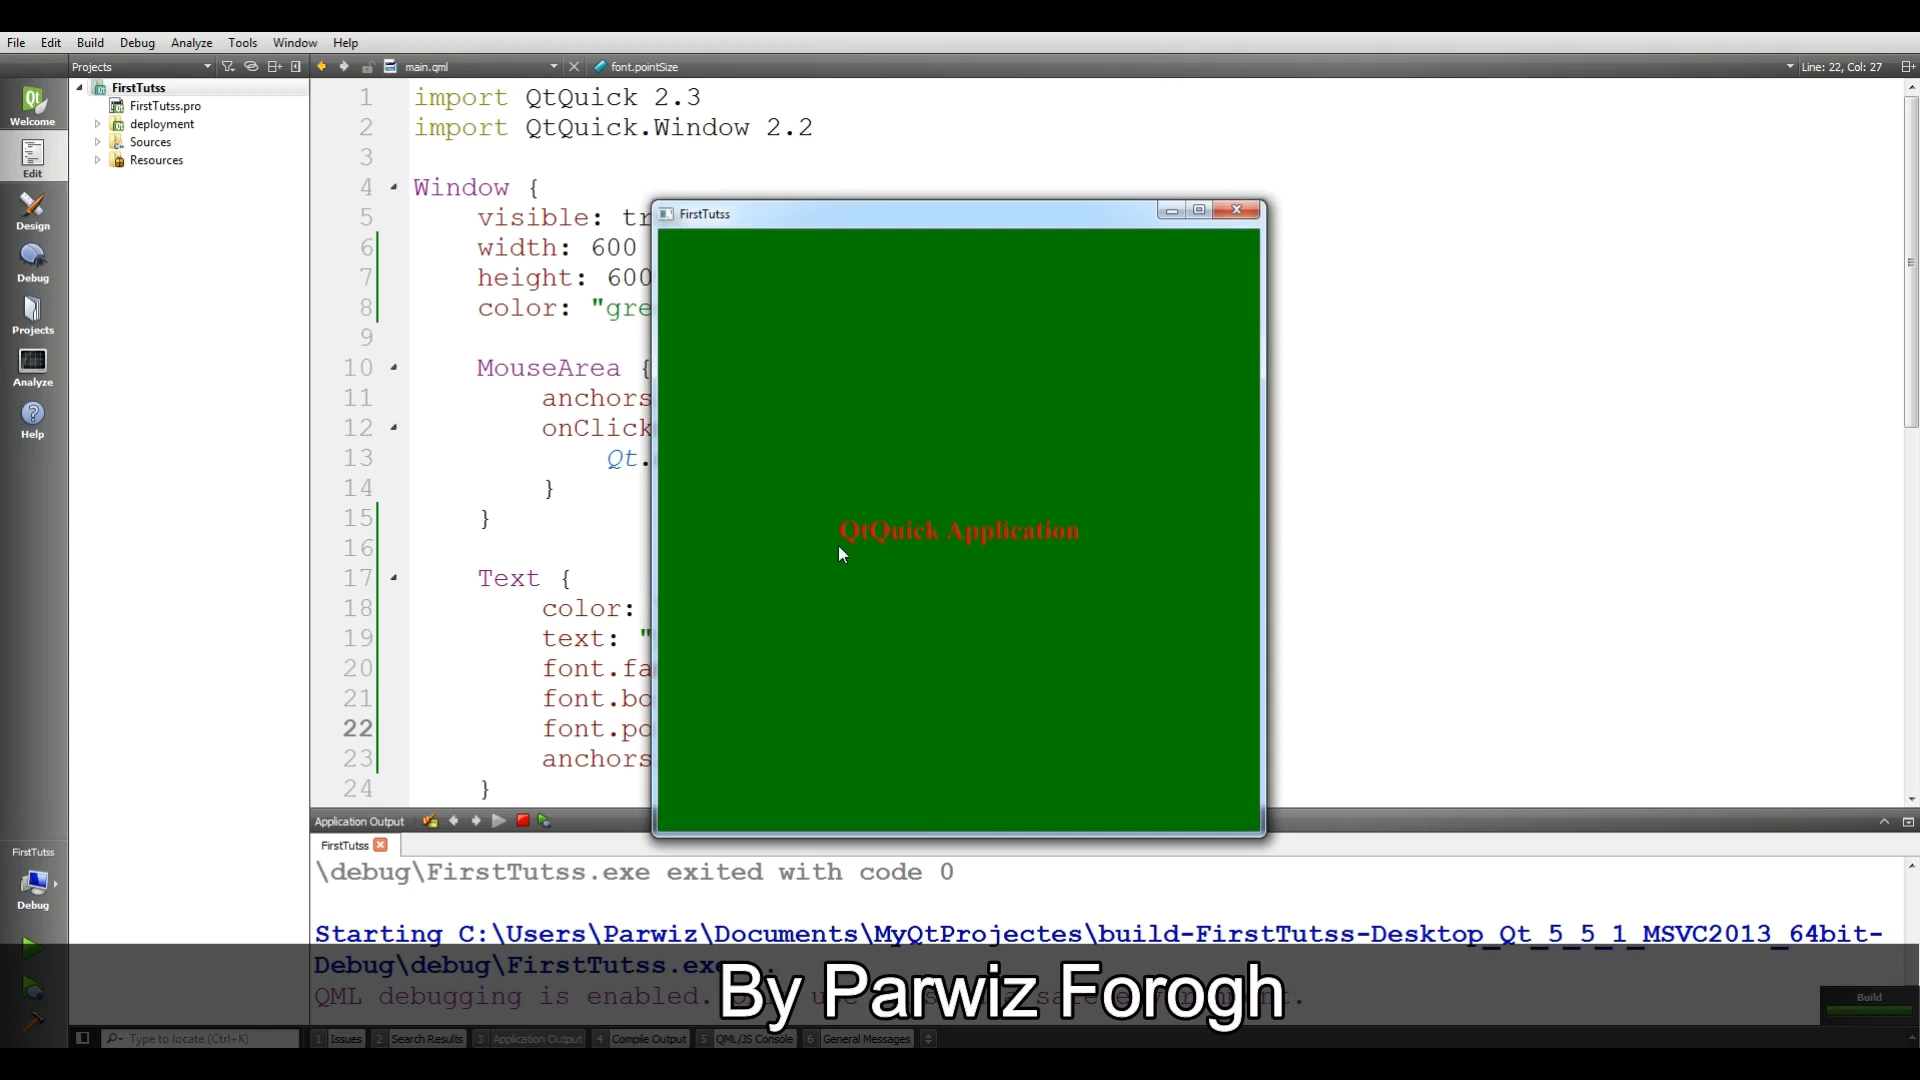 File Edit Build Debug Analyze Tools Window Help
Projects
main.qml
font.pointSize
Line: 22, Col: 27
Welcome
Edit
Design
Debug
Projects
Analyze
Help
FirstTutss
Debug
FirstTutss
FirstTutss.pro
deployment
Sources
Resources
1 import QtQuick 2.3
2 import QtQuick.Window 2.2
3
4 Window {
5 visible: tr
6 width: 600
7 height: 600
8 color: "gre
9
10 MouseArea {
11 anchors
12 onClick
13 Qt.
14 }
15 }
16
17 Text {
18 color:
19 text: "
20 font.fa
21 font.bo
22 font.po
23 anchors
24 }
FirstTutss
QtQuick Application
Application Output
FirstTutss
\debug\FirstTutss.exe exited with code 0
Starting C:\Users\Parwiz\Documents\MyQtProjectes\build-FirstTutss-Desktop_Qt_5_5_1_MSVC2013_64bit-
Debug\debug\FirstTutss.exe
QML debugging is enabled.
By Parwiz Forogh
Build
Type to locate (Ctrl+K)
1 Issues 2 Search Results 3 Application Output 4 Compile Output 5 QML/JS Console 6 General Messages